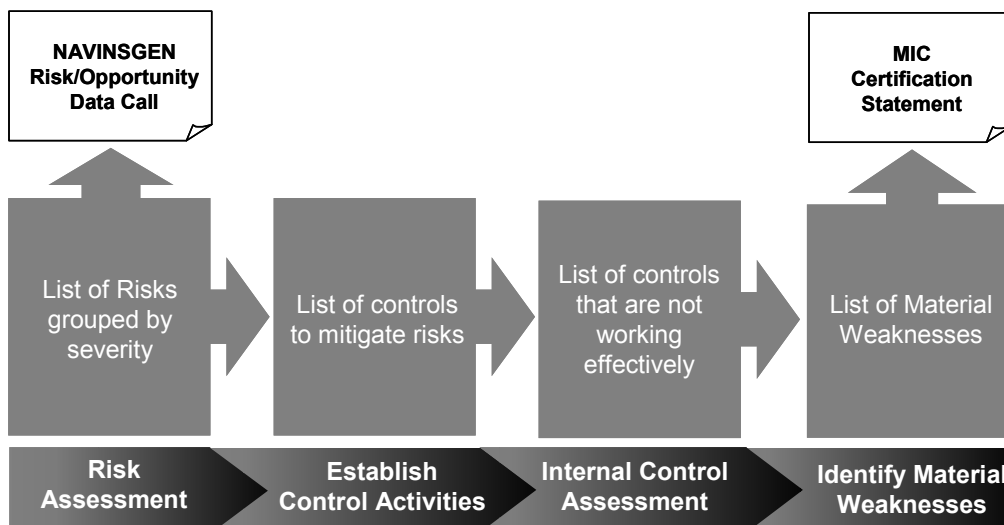 NAVINSGEN
Risk/Opportunity
Data Call
MIC
Certification
Statement
List of Risks
grouped by
severity
List of controls
to mitigate risks
List of controls
that are not
working
effectively
List of Material
Weaknesses
Risk
Assessment
Establish
Control Activities
Internal Control
Assessment
Identify Material
Weaknesses